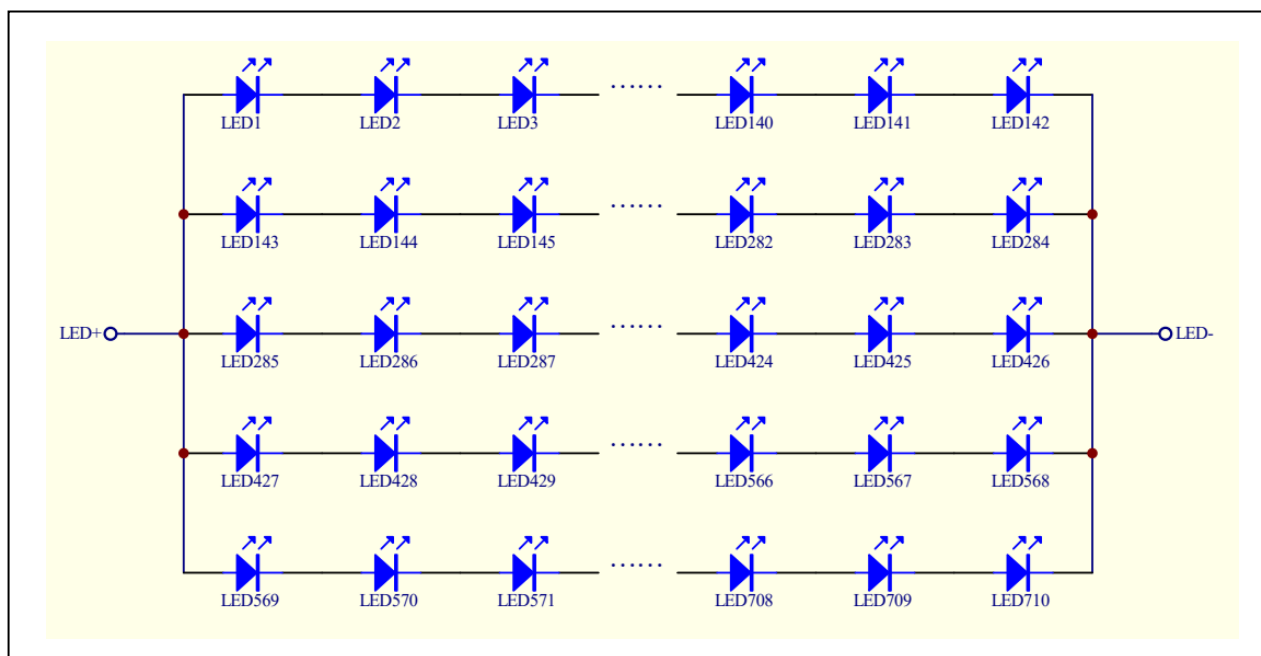 ......
LED1 LED2 LED3 LED140 LED141 LED142
......
LED143 LED144 LED145 LED282 LED283 LED284
......
LED+ LED-
LED285 LED286 LED287 LED424 LED425 LED426
......
LED427 LED428 LED429 LED566 LED567 LED568
......
LED569 LED570 LED571 LED708 LED709 LED710